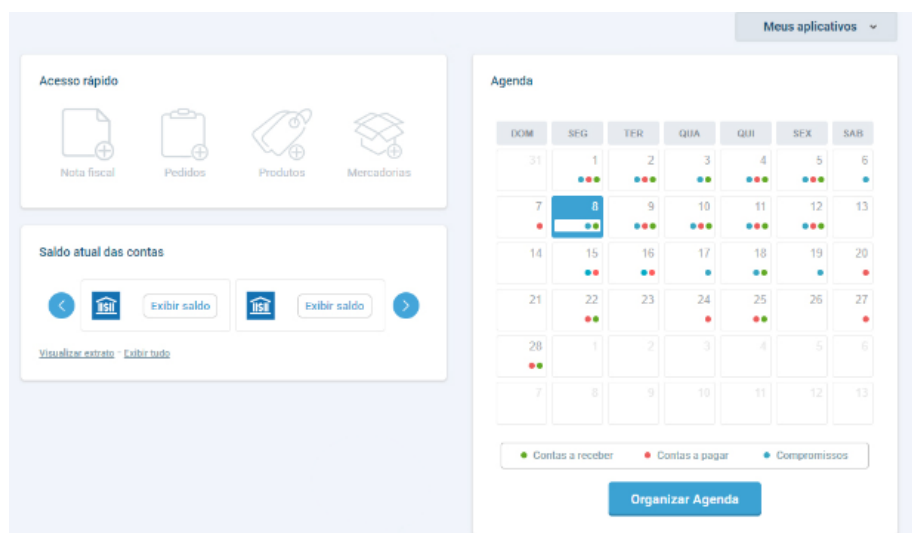 Meus aplicativos
Acesso rápido
Nota fiscal Pedidos Produtos Mercadorias
Saldo atual das contas
Exibir saldo Exibir saldo
Visualizar extrato - Exibir tudo
Agenda
DOM SEG TER QUA QUI SEX SAB
31 1 2 3 4 5 6
7 8 9 10 11 12 13
14 15 16 17 18 19 20
21 22 23 24 25 26 27
28 1 2 3 4 5 6
7 8 9 10 11 12 13
Contas a receber Contas a pagar Compromissos
Organizar Agenda